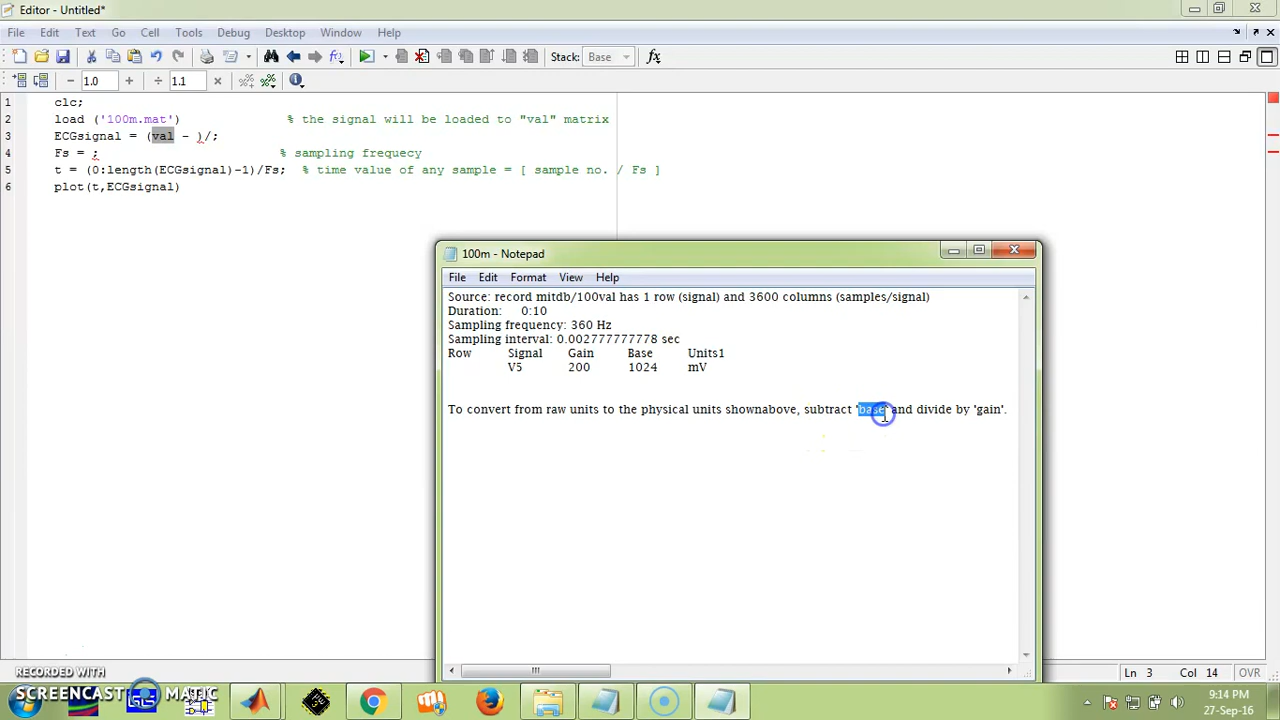 Editor - Untitled*
File Edit Text Go Cell Tools Debug Desktop Window Help
Stack: Base
fx
1.0
1.1
1 clc;
2 load ('100m.mat') % the signal will be loaded to "val" matrix
3 ECGsignal = (val - )/;
4 Fs = ; % sampling frequecy
5 t = (0:length(ECGsignal)-1)/Fs; % time value of any sample = [ sample no. / Fs ]
6 plot(t,ECGsignal)
100m - Notepad
File Edit Format View Help
Source: record mitdb/100val has 1 row (signal) and 3600 columns (samples/signal)
Duration: 0:10
Sampling frequency: 360 Hz
Sampling interval: 0.002777777778 sec
Row Signal Gain Base Units1
V5 200 1024 mV
To convert from raw units to the physical units shownabove, subtract 'base' and divide by 'gain'.
Ln 3 Col 14 OVR
RECORDED WITH
SCREENCAST MATIC
9:14 PM
27-Sep-16